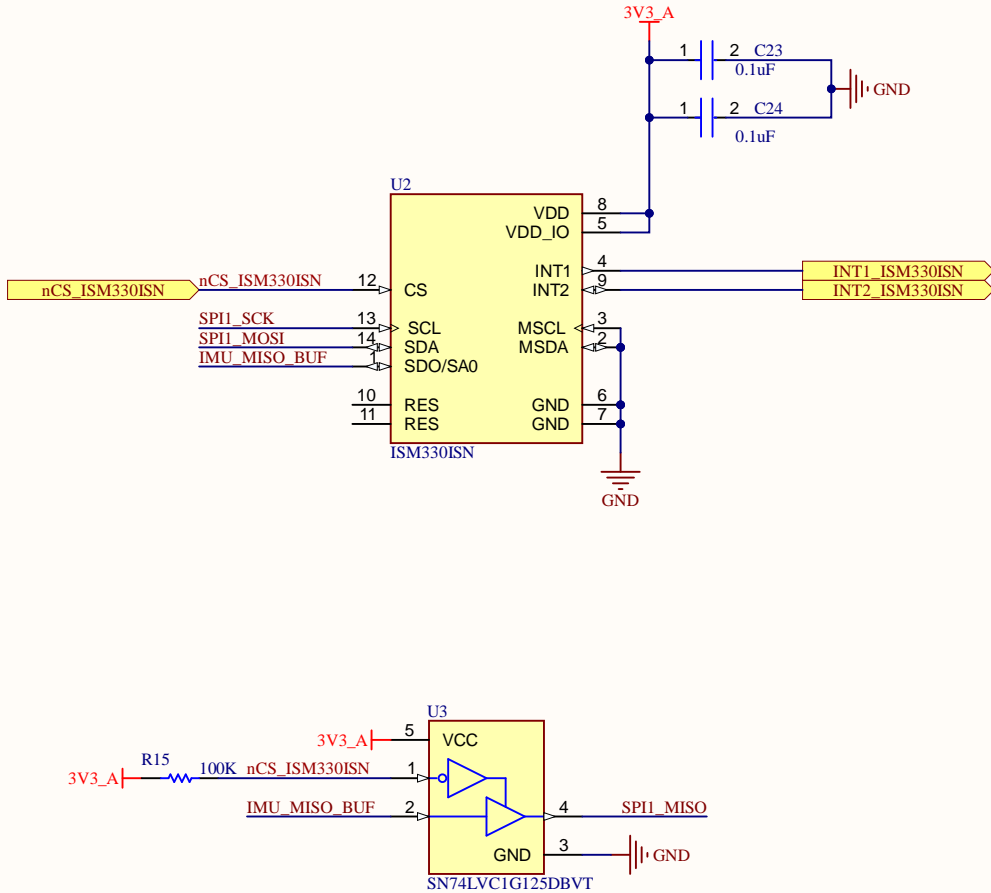 3V3_A
1 2 C23
0.1uF
GND
1 2 C24
0.1uF
U2
VDD 8
VDD_IO 5
INT1 4 INT1_ISM330ISN
nCS_ISM330ISN nCS_ISM330ISN 12 CS INT2 9 INT2_ISM330ISN
SPI1_SCK 13 SCL MSCL 3
SPI1_MOSI 14 SDA MSDA 2
IMU_MISO_BUF 1 SDO/SA0
10 RES GND 6
11 RES GND 7
ISM330ISN
GND
U3
3V3_A 5 VCC
R15
3V3_A 100K nCS_ISM330ISN 1
IMU_MISO_BUF 2 4 SPI1_MISO
GND 3 GND
SN74LVC1G125DBVT